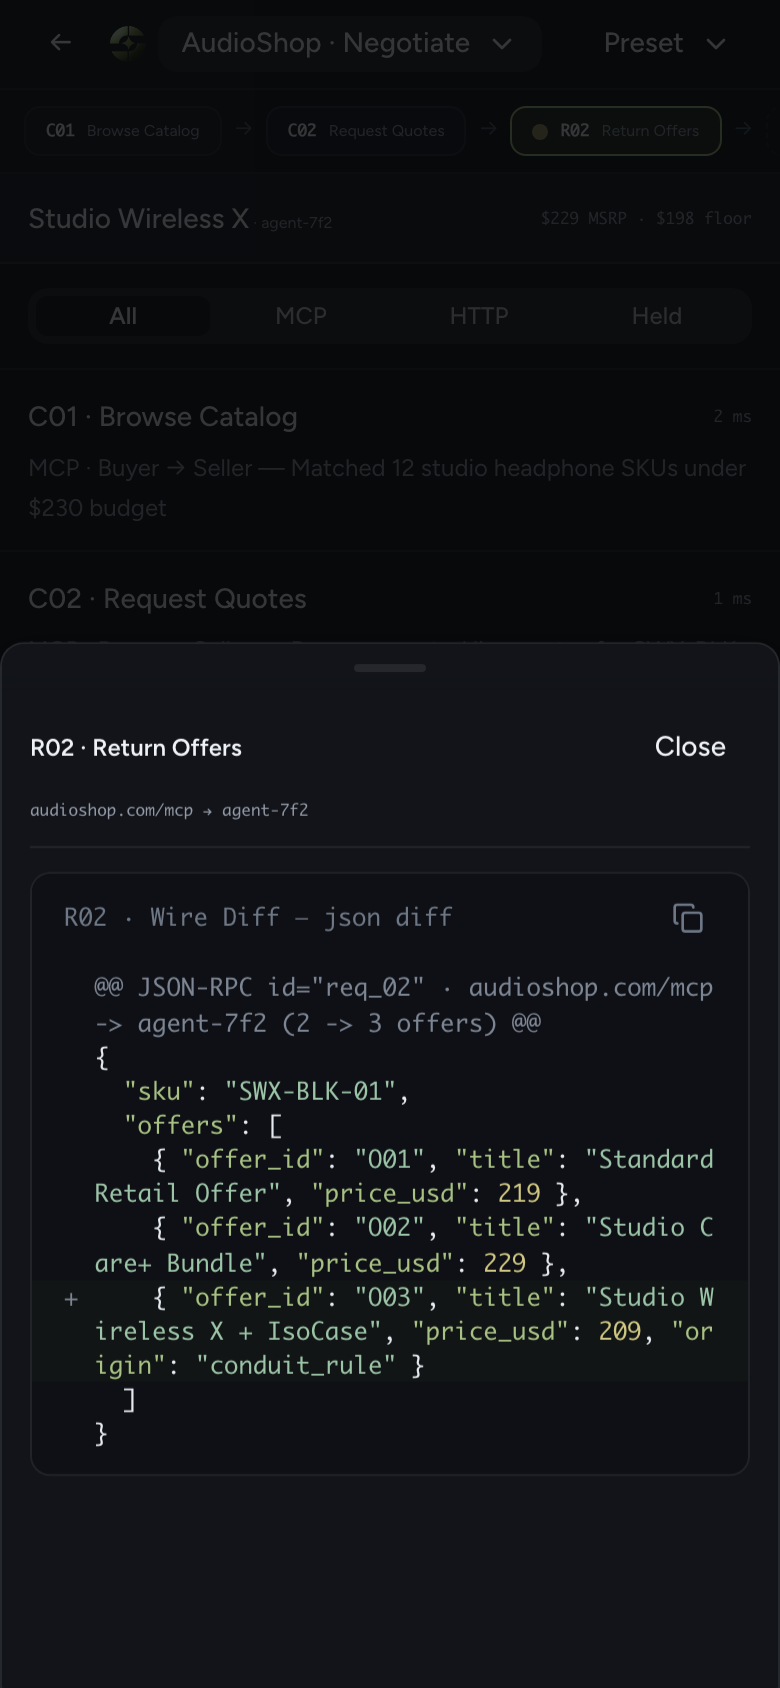 AudioShop · Negotiate
Preset
C01 Browse Catalog → C02 Request Quotes → R02 Return Offers →
Studio Wireless X · agent-7f2
$229 MSRP · $198 floor
All MCP HTTP Held
C01 · Browse Catalog
2 ms
MCP · Buyer → Seller — Matched 12 studio headphone SKUs under
$230 budget
C02 · Request Quotes
1 ms
R02 · Return Offers
Close
audioshop.com/mcp → agent-7f2
R02 · Wire Diff — json diff
@@ JSON-RPC id="req_02" · audioshop.com/mcp
-> agent-7f2 (2 -> 3 offers) @@
{
"sku": "SWX-BLK-01",
"offers": [
{ "offer_id": "O01", "title": "Standard
Retail Offer", "price_usd": 219 },
{ "offer_id": "O02", "title": "Studio C
are+ Bundle", "price_usd": 229 },
+ { "offer_id": "O03", "title": "Studio W
ireless X + IsoCase", "price_usd": 209, "or
igin": "conduit_rule" }
]
}